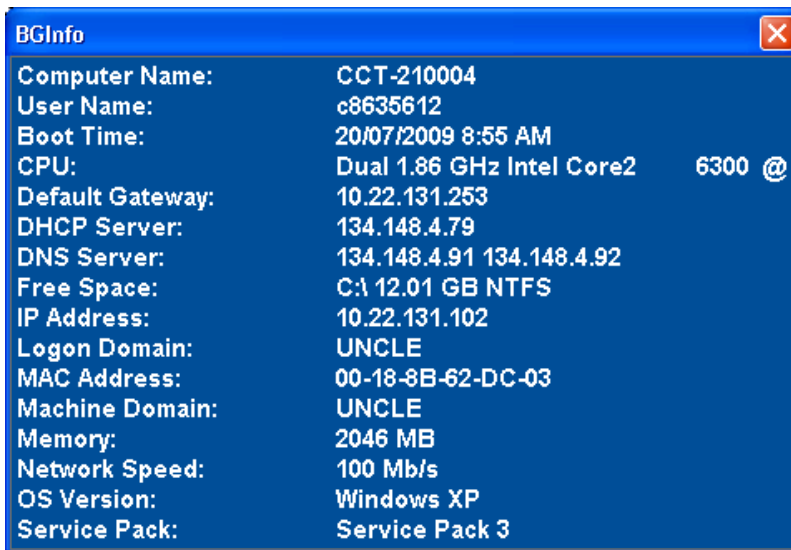 BGInfo
Computer Name: CCT-210004
User Name: c8635612
Boot Time: 20/07/2009 8:55 AM
CPU: Dual 1.86 GHz Intel Core2 6300 @
Default Gateway: 10.22.131.253
DHCP Server: 134.148.4.79
DNS Server: 134.148.4.91 134.148.4.92
Free Space: C:\ 12.01 GB NTFS
IP Address: 10.22.131.102
Logon Domain: UNCLE
MAC Address: 00-18-8B-62-DC-03
Machine Domain: UNCLE
Memory: 2046 MB
Network Speed: 100 Mb/s
OS Version: Windows XP
Service Pack: Service Pack 3